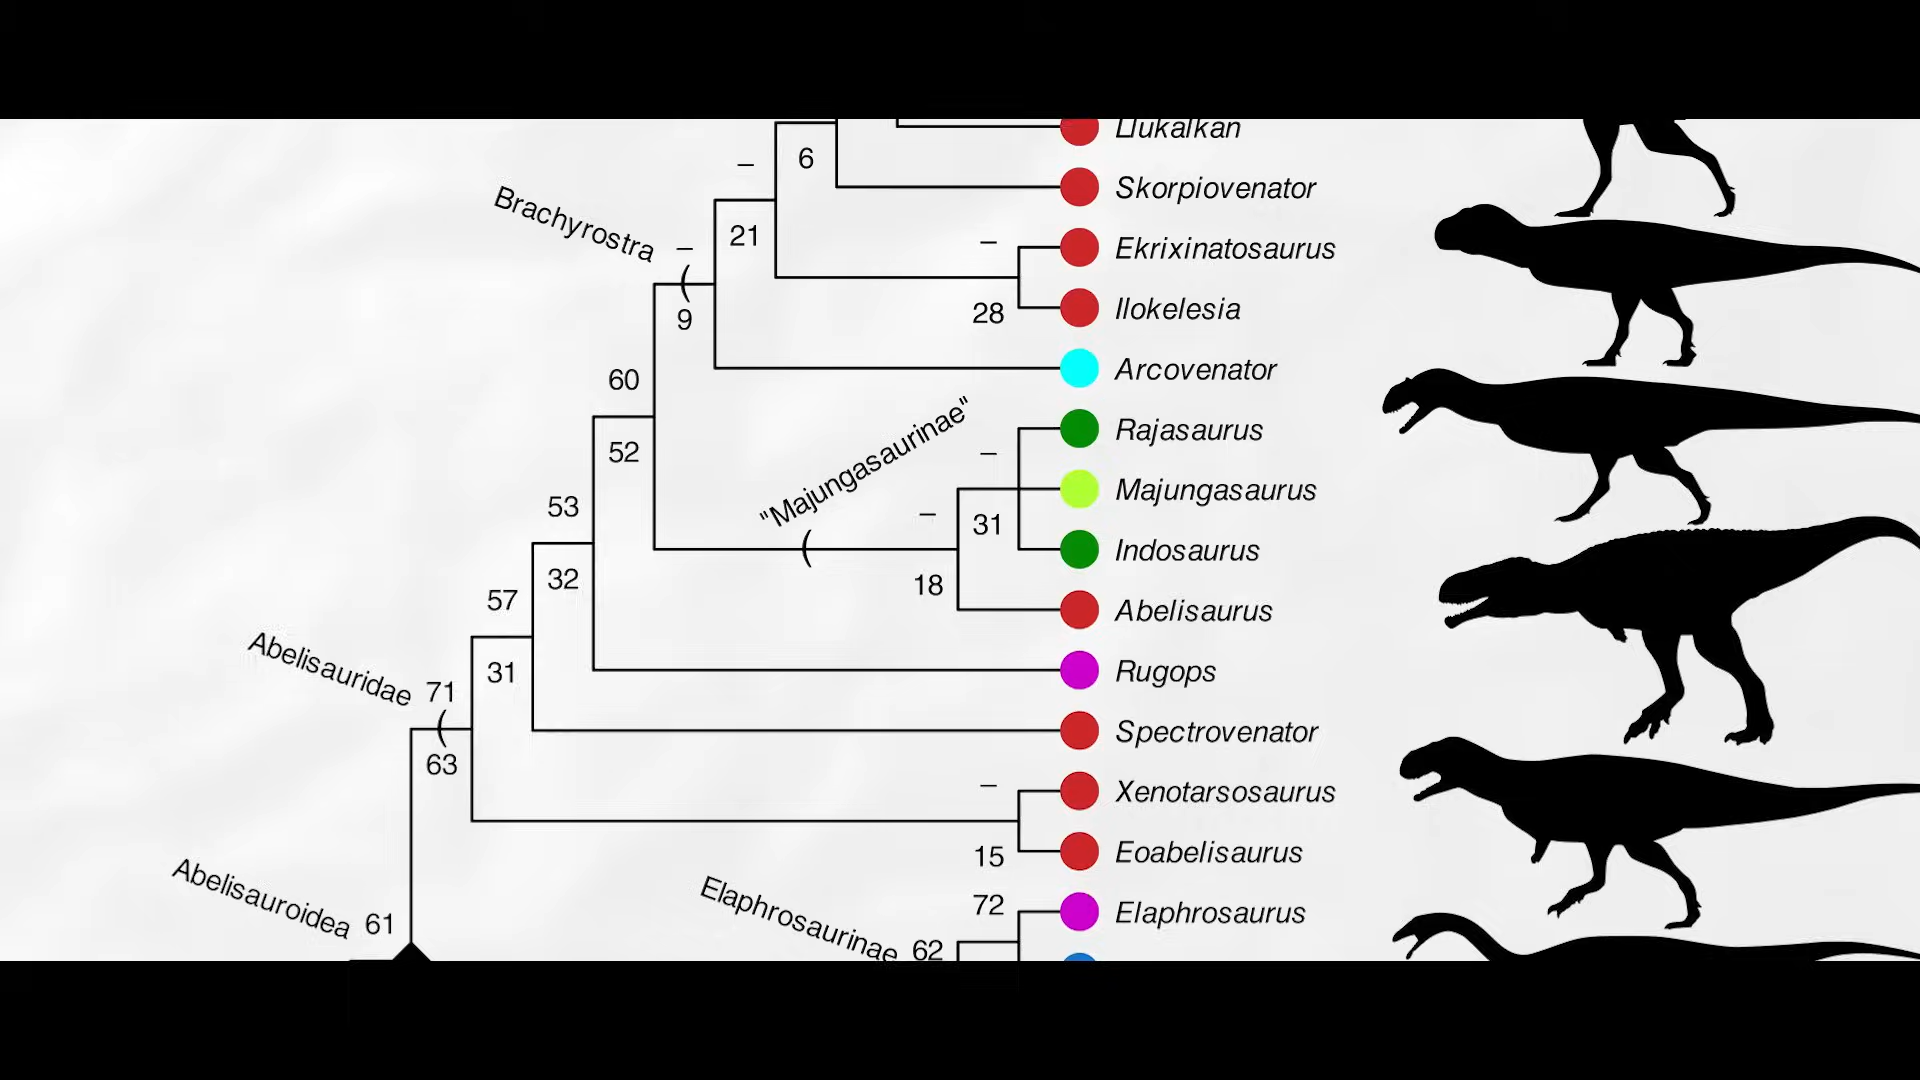 Llukalkan
–
6
Skorpiovenator
Brachyrostra
–
21
–
Ekrixinatosaurus
9
28
Ilokelesia
60
Arcovenator
"Majungasaurinae"
–
Rajasaurus
52
53
–
31
Majungasaurus
Indosaurus
32
18
57
Abelisaurus
31
Rugops
Abelisauridae
71
Spectrovenator
63
–
Xenotarsosaurus
15
Eoabelisaurus
Abelisauroidea
61
Elaphrosaurinae
72
Elaphrosaurus
62